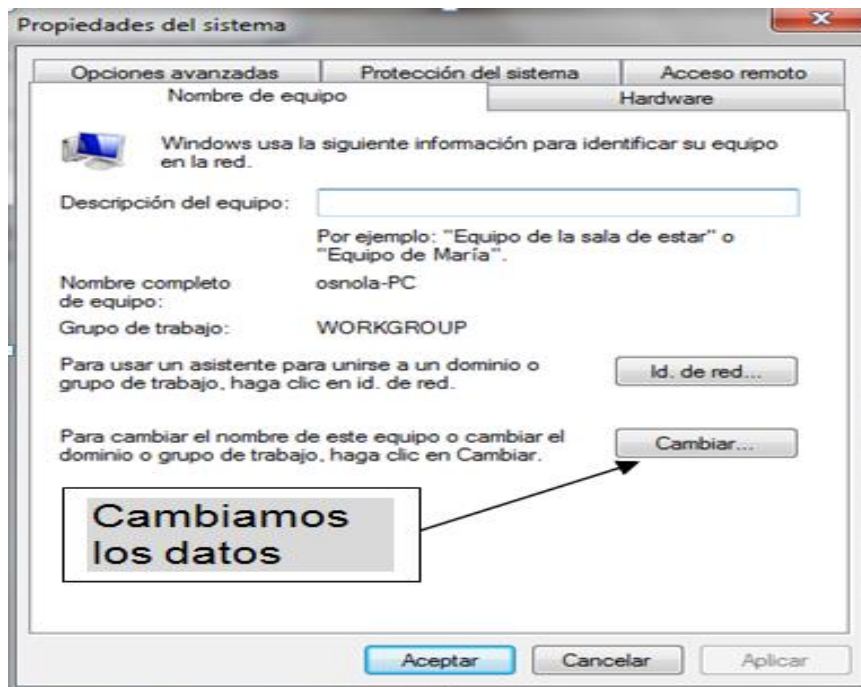 Propiedades del sistema
Opciones avanzadas
Protección del sistema
Acceso remoto
Nombre de equipo
Hardware
Windows usa la siguiente información para identificar su equipo
en la red.
Descripción del equipo:
Por ejemplo: "Equipo de la sala de estar" o
"Equipo de María".
Nombre completo
de equipo:
osnola-PC
Grupo de trabajo:
WORKGROUP
Para usar un asistente para unirse a un dominio o
grupo de trabajo, haga clic en id. de red.
Id. de red...
Para cambiar el nombre de este equipo o cambiar el
dominio o grupo de trabajo, haga clic en Cambiar.
Cambiar...
Cambiamos
los datos
Aceptar
Cancelar
Aplicar